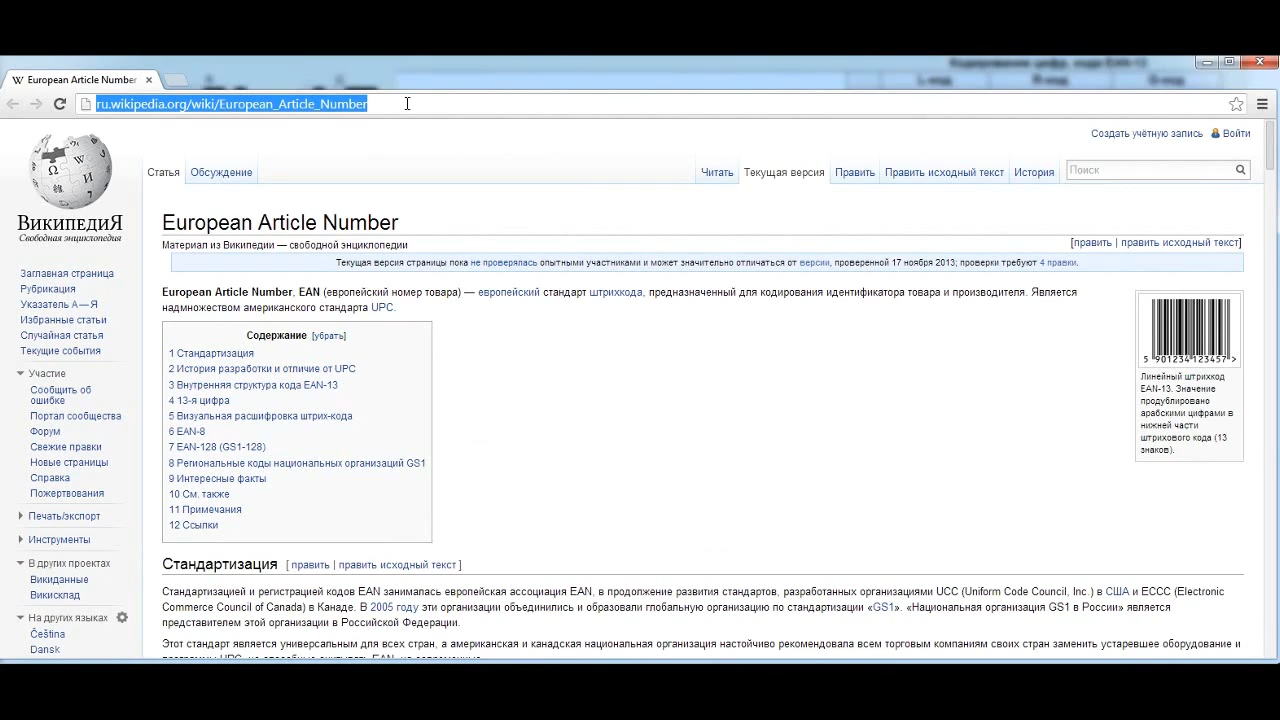 Кодирование цифр, кода EAN-13
L-код R-код G-код
European Article Number
ru.wikipedia.org/wiki/European_Article_Number
Создать учётную запись Войти
Статья Обсуждение Читать Текущая версия Править Править исходный текст История Поиск
ВИКИПЕДИЯ
Свободная энциклопедия
European Article Number
Материал из Википедии — свободной энциклопедии [править | править исходный текст]
Текущая версия страницы пока не проверялась опытными участниками и может значительно отличаться от версии, проверенной 17 ноября 2013; проверки требуют 4 правки.
European Article Number, EAN (европейский номер товара) — европейский стандарт штрихкода, предназначенный для кодирования идентификатора товара и производителя. Является
надмножеством американского стандарта UPC.
Содержание [убрать]
1 Стандартизация
2 История разработки и отличие от UPC
3 Внутренняя структура кода EAN-13
4 13-я цифра
5 Визуальная расшифровка штрих-кода
6 EAN-8
7 EAN-128 (GS1-128)
8 Региональные коды национальных организаций GS1
9 Интересные факты
10 См. также
11 Примечания
12 Ссылки
5 901234 123457 >
Линейный штрихкод
EAN-13. Значение
продублировано
арабскими цифрами в
нижней части
штрихового кода (13
знаков).
Заглавная страница
Рубрикация
Указатель А — Я
Избранные статьи
Случайная статья
Текущие события
Участие
Сообщить об
ошибке
Портал сообщества
Форум
Свежие правки
Новые страницы
Справка
Пожертвования
Печать/экспорт
Инструменты
В других проектах
Викиданные
Викисклад
На других языках
Čeština
Dansk
Стандартизация [ править | править исходный текст ]
Стандартизацией и регистрацией кодов EAN занималась европейская ассоциация EAN, в продолжение развития стандартов, разработанных организациями UCC (Uniform Code Council, Inc.) в США и ECCC (Electronic
Commerce Council of Canada) в Канаде. В 2005 году эти организации объединились и образовали глобальную организацию по стандартизации «GS1». «Национальная организация GS1 в России» является
представителем этой организации в Российской Федерации.
Этот стандарт является универсальным для всех стран, а американская и канадская национальная организация настойчиво рекомендовала всем торговым компаниям своих стран заменить устаревшее оборудование и